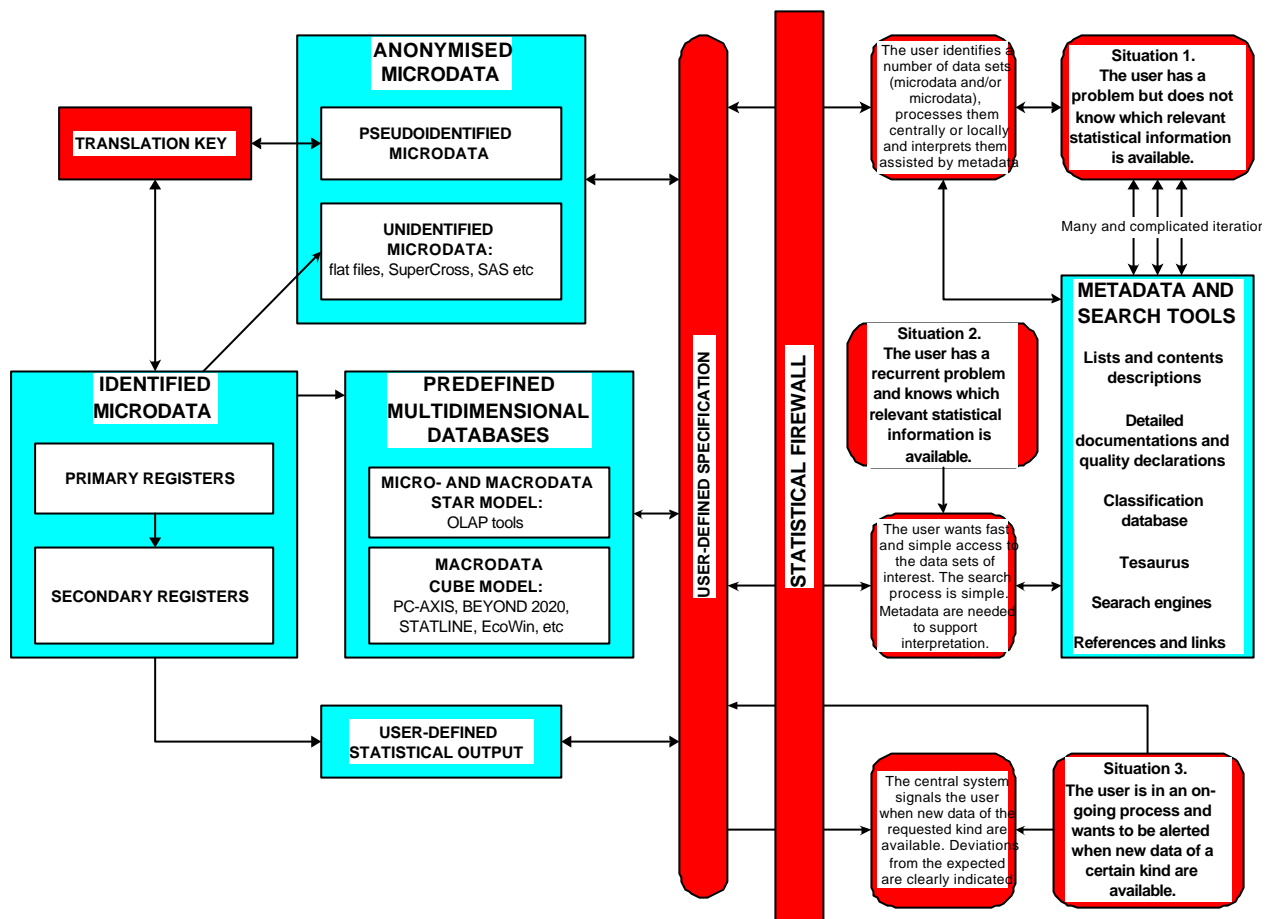 ANONYMISED
MICRODATA
PSEUDOIDENTIFIED
MICRODATA
UNIDENTIFIED
MICRODATA:
flat files, SuperCross, SAS etc
TRANSLATION KEY
IDENTIFIED
MICRODATA
PRIMARY REGISTERS
SECONDARY REGISTERS
PREDEFINED
MULTIDIMENSIONAL
DATABASES
MICRO- AND MACRODATA
STAR MODEL:
OLAP tools
MACRODATA
CUBE MODEL:
PC-AXIS, BEYOND 2020,
STATLINE, EcoWin, etc
USER-DEFINED
STATISTICAL OUTPUT
USER-DEFINED SPECIFICATION
STATISTICAL FIREWALL
The user identifies a
number of data sets
(microdata and/or
microdata),
processes them
centrally or locally
and interprets them
assisted by metadata
Situation 1.
The user has a
problem but does not
know which relevant
statistical information
is available.
Many and complicated iteration
METADATA AND
SEARCH TOOLS
Lists and contents
descriptions
Detailed
documentations and
quality declarations
Classification
database
Tesaurus
Searach engines
References and links
Situation 2.
The user has a
recurrent problem
and knows which
relevant statistical
information is
available.
The user wants fast
and simple access to
the data sets of
interest. The search
process is simple.
Metadata are needed
to support
interpretation.
The central system
signals the user
when new data of the
requested kind are
available. Deviations
from the expected
are clearly indicated
Situation 3.
The user is in an on-
going process and
wants to be alerted
when new data of a
certain kind are
available.